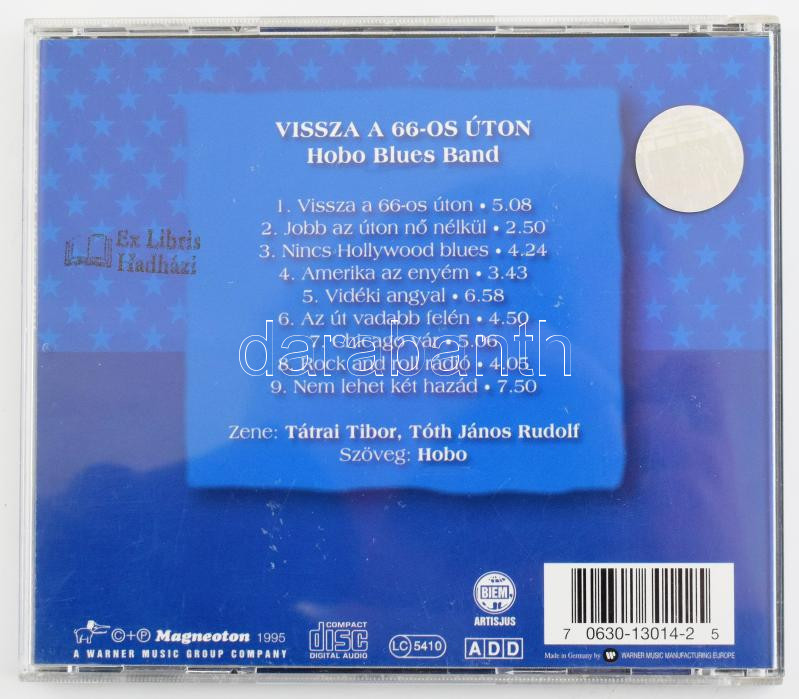 VISSZA A 66-OS ÚTON
Hobo Blues Band
1. Vissza a 66-os úton • 5.08
2. Jobb az úton nő nélkül • 2.50
3. Nincs Hollywood blues • 4.24
4. Amerika az enyém • 3.43
5. Vidéki angyal • 6.58
6. Az út vadabb felén • 4.50
7. Chicago vár • 5.06
8. Rock and roll rádió • 4.05
9. Nem lehet két hazád • 7.50
Zene: Tátrai Tibor, Tóth János Rudolf
Szöveg: Hobo
Ex Libris
Hadházi
darabanth
©+℗ Magneoton 1995
A WARNER MUSIC GROUP COMPANY
COMPACT
disc
DIGITAL AUDIO
LC 5410
ADD
BIEM
ARTISJUS
7 0630-13014-2 5
Made in Germany by WARNER MUSIC MANUFACTURING EUROPE